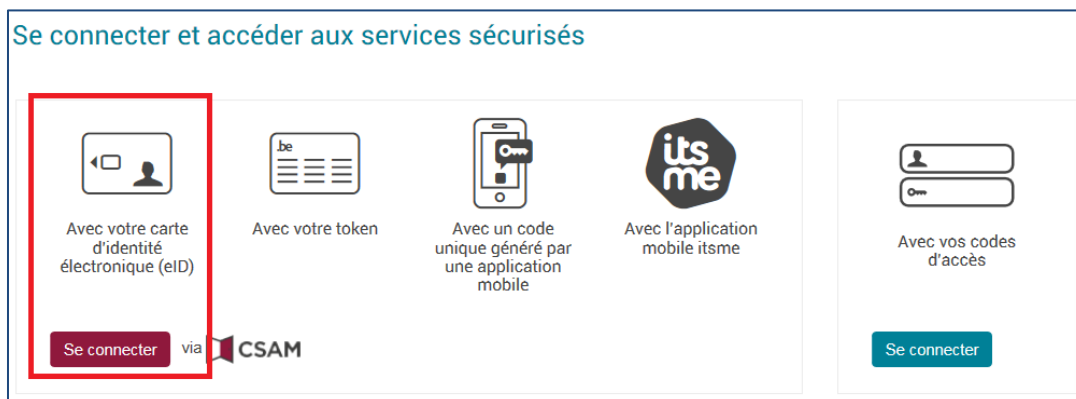 Se connecter et accéder aux services sécurisés
.be
its
me
Avec votre carte
d'identité
électronique (eID)
Avec votre token
Avec un code
unique généré par
une application
mobile
Avec l'application
mobile itsme
Avec vos codes
d'accès
Se connecter via CSAM
Se connecter